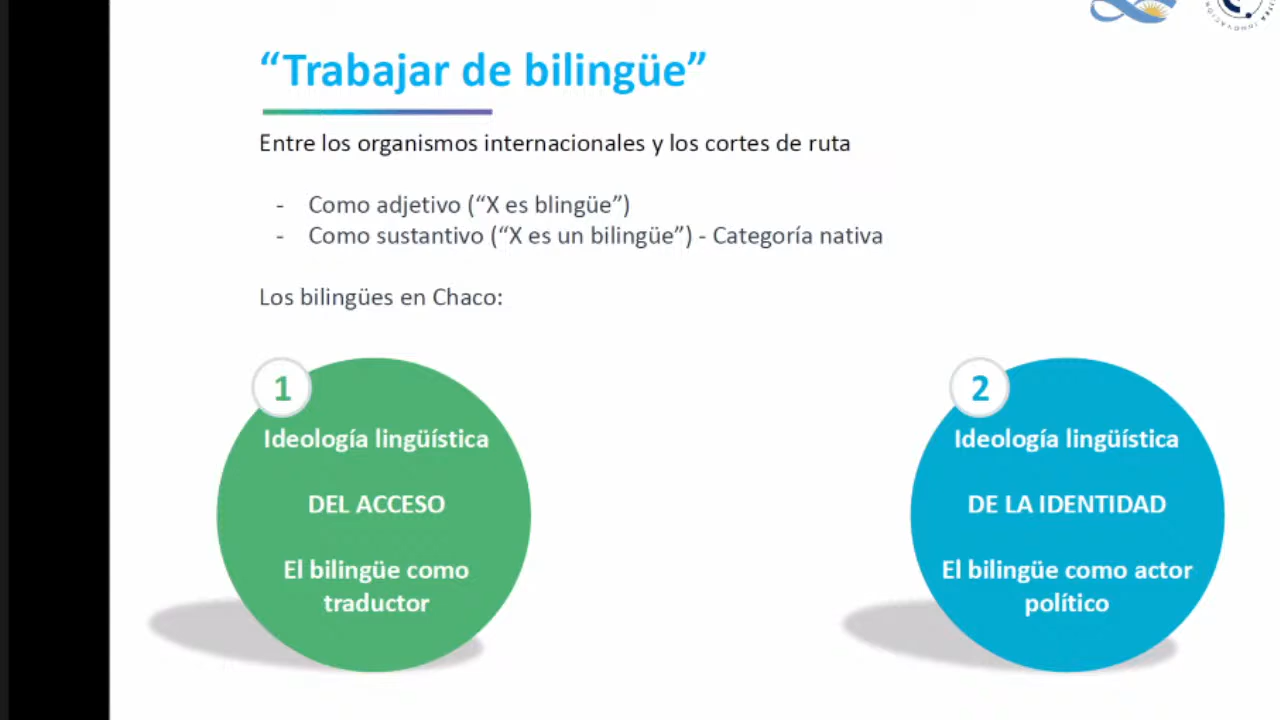 “Trabajar de bilingüe”
Entre los organismos internacionales y los cortes de ruta
- Como adjetivo (“X es blingüe”)
- Como sustantivo (“X es un bilingüe”) - Categoría nativa
Los bilingües en Chaco:
1
Ideología lingüística
DEL ACCESO
El bilingüe como
traductor
2
Ideología lingüística
DE LA IDENTIDAD
El bilingüe como actor
político